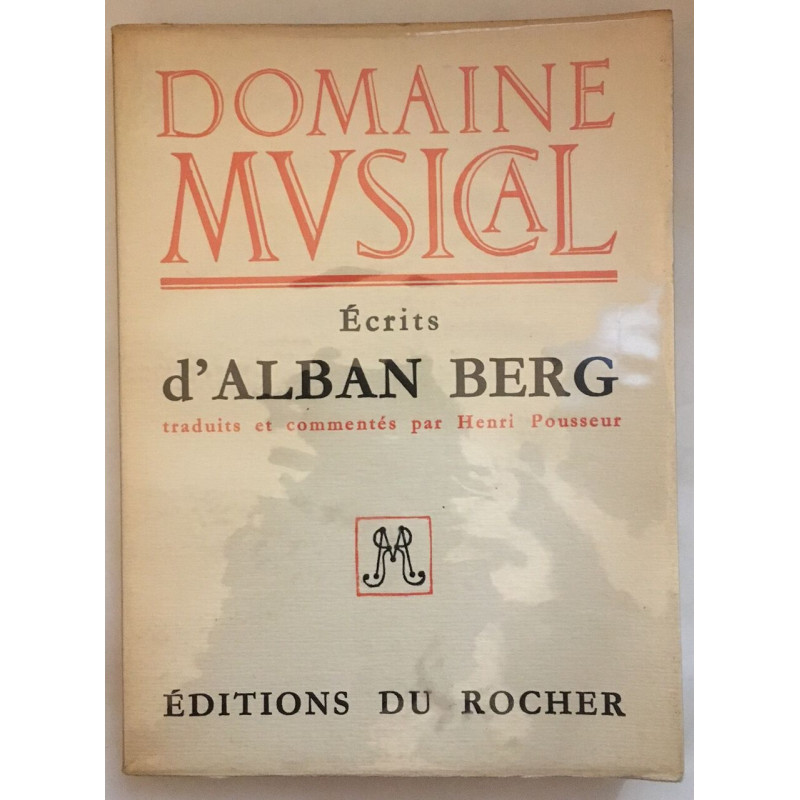 DOMAINE
MVSICAL
Écrits
d'ALBAN BERG
traduits et commentés par Henri Pousseur
ÉDITIONS DU ROCHER